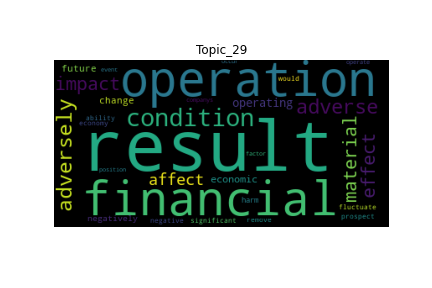 Topic_29
future event operation would operate
impact
change operating adverse
ability condition
economy
adversely result material effect
factor
position affect economic
financial
harm fluctuate
negatively negative significant remove prospect